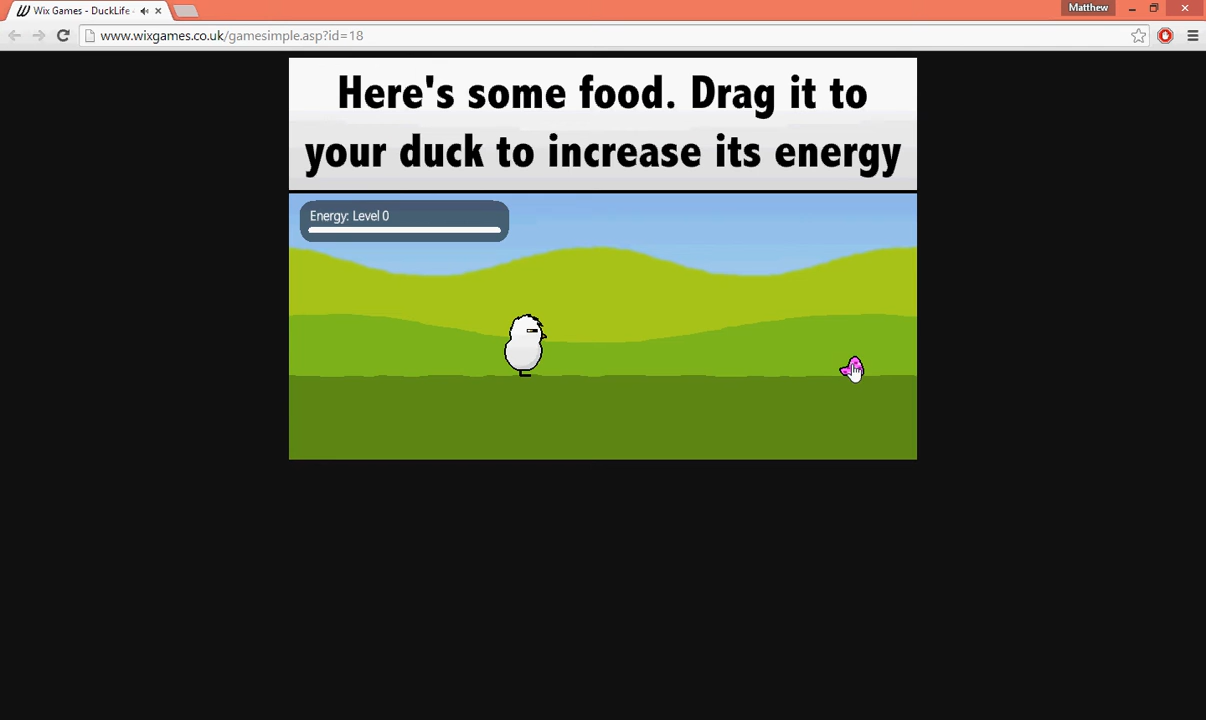 Wix Games - DuckLife -
Matthew
www.wixgames.co.uk/gamesimple.asp?id=18
Here's some food. Drag it to
your duck to increase its energy
Energy: Level 0